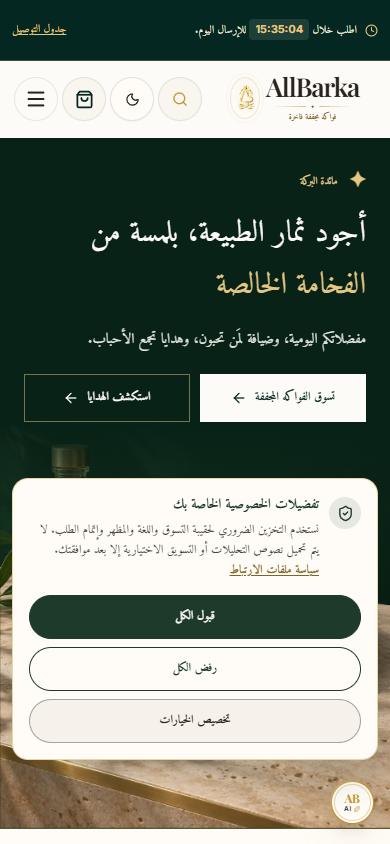 اطلب خلال 15:35:04 للإرسال اليوم. جدول التوصيل
AllBarka
فواكه مجففة فاخرة
مائدة البركة
أجود ثمار الطبيعة، بلمسة من
الفخامة الخالصة
مفضلاتكم اليومية، وضيافة لمَن تحبون، وهدايا تجمع الأحباب.
تسوق الفواكه المجففة
استكشف الهدايا
تفضيلات الخصوصية الخاصة بك
نستخدم التخزين الضروري لحقيبة التسوق واللغة والمظهر وإتمام الطلب. لا
يتم تحميل نصوص التحليلات أو التسويق الاختيارية إلا بعد موافقتك.
سياسة ملفات الارتباط
قبول الكل
رفض الكل
تخصيص الخيارات
AB
AI